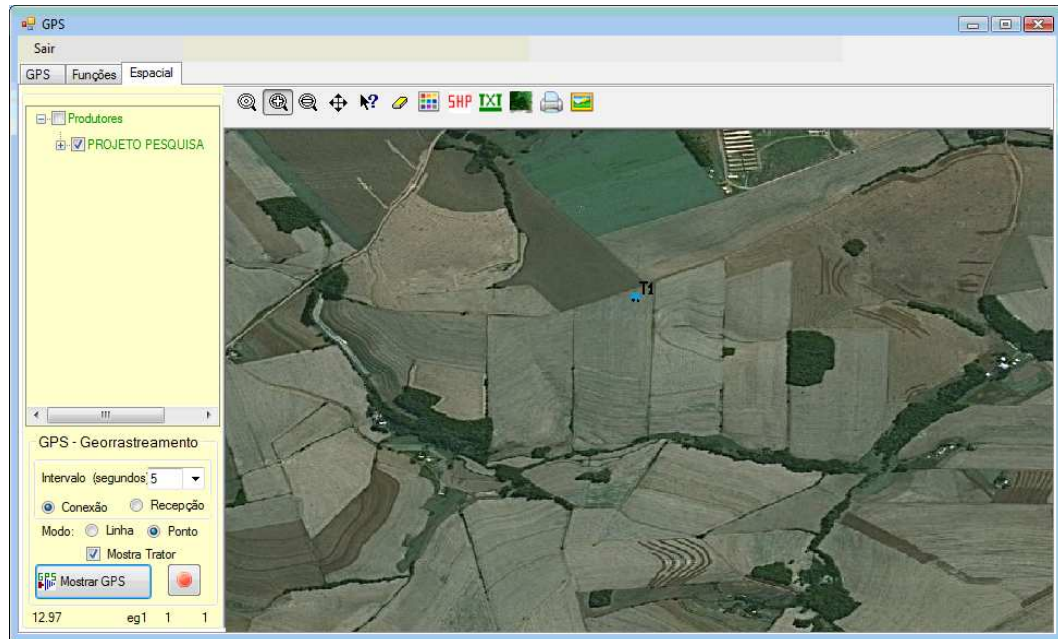 GPS
Sair
GPS Funções Espacial
SHP TXT
Produtores
PROJETO PESQUISA
T1
GPS - Georrastreamento
Intervalo (segundos 5
Conexão Recepção
Modo: Linha Ponto
Mostra Trator
GPS Mostrar GPS
12.97 eg1 1 1